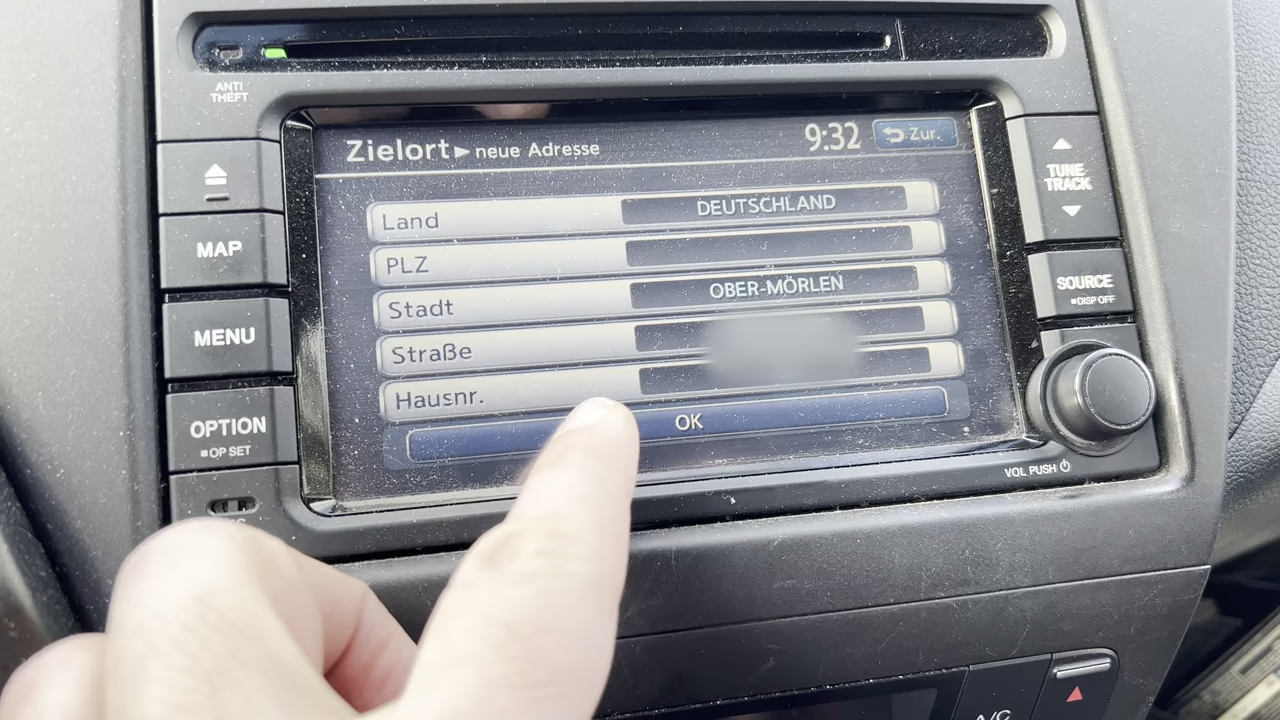 ANTI
THEFT
Zielort► neue Adresse
9:32
Zur.
Land DEUTSCHLAND
PLZ
Stadt OBER-MÖRLEN
Straße
Hausnr.
OK
MAP
MENU
OPTION
OP SET
TUNE
TRACK
SOURCE
DISP OFF
VOL PUSH
A/C